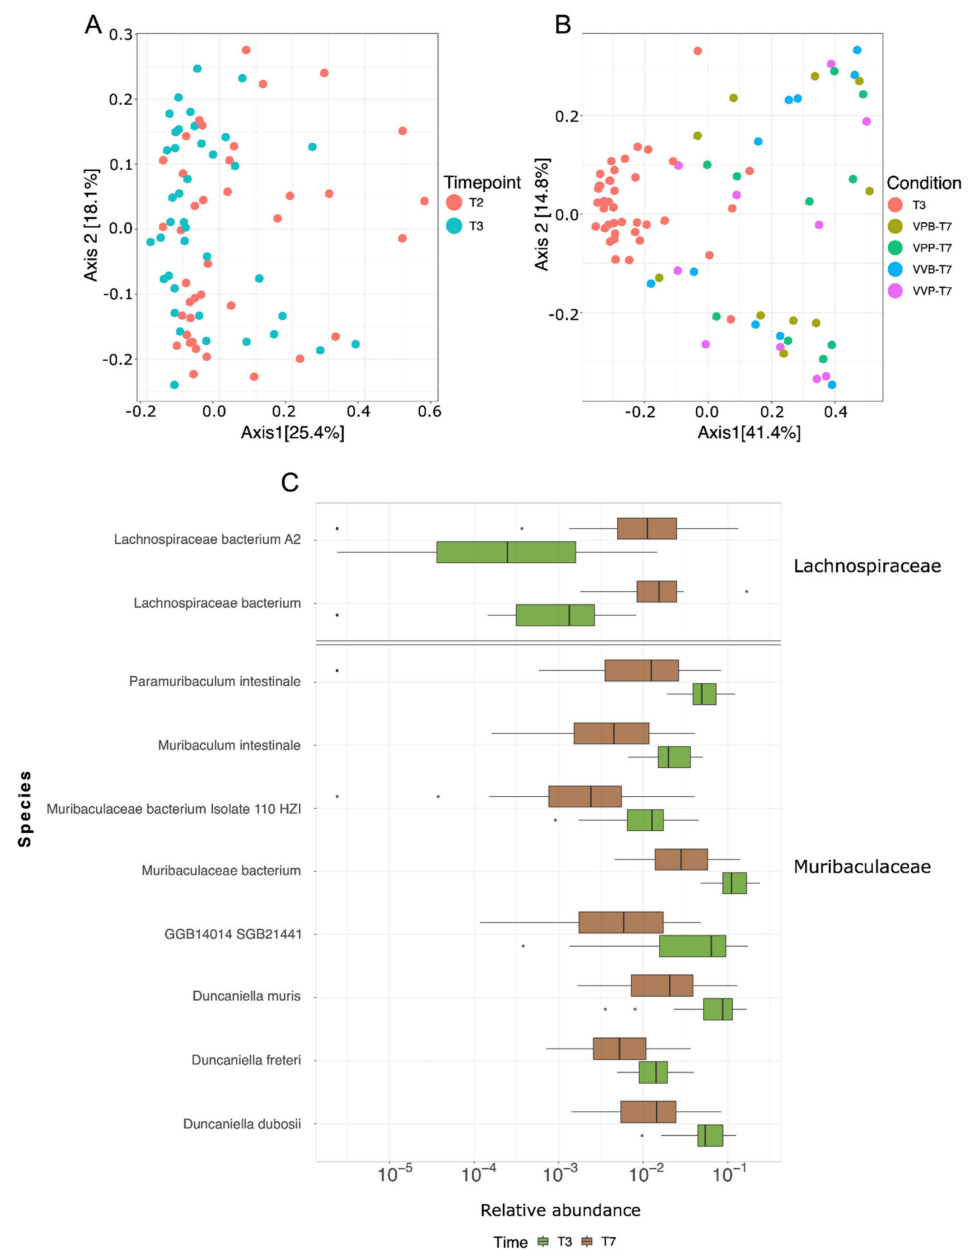 A
0.3
0.2
0.1
0.0
-0.1
-0.2
Axis 2 [18.1%]
-0.2 0.0 0.2 0.4 0.6
Axis1[25.4%]
Timepoint
T2
T3
B
0.2
0.0
-0.2
Axis 2 [14.8%]
-0.2 0.0 0.2 0.4
Axis1[41.4%]
Condition
T3
VPB-T7
VPP-T7
VVB-T7
VVP-T7
C
Species
Lachnospiraceae bacterium A2
Lachnospiraceae bacterium
Lachnospiraceae
Paramuribaculum intestinale
Muribaculum intestinale
Muribaculaceae bacterium Isolate 110 HZI
Muribaculaceae bacterium
Muribaculaceae
GGB14014 SGB21441
Duncaniella muris
Duncaniella freteri
Duncaniella dubosii
10⁻⁵ 10⁻⁴ 10⁻³ 10⁻² 10⁻¹
Relative abundance
Time T3 T7